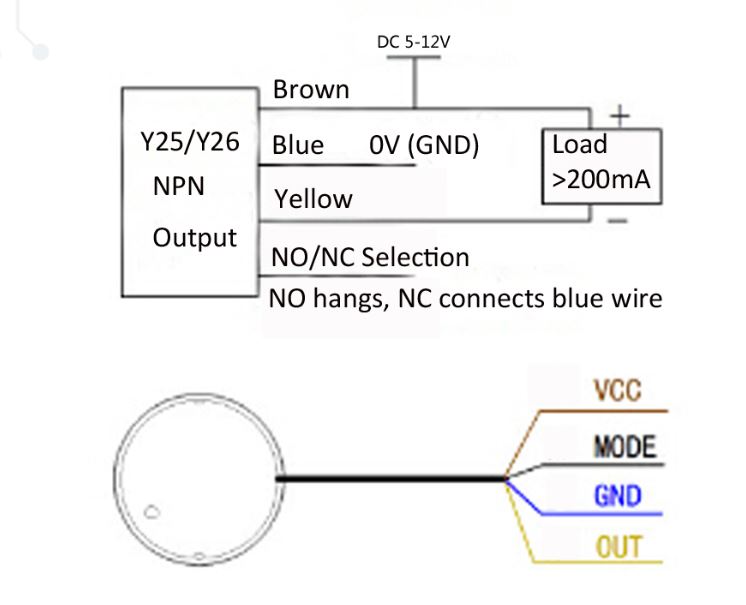 DC 5-12V
Brown
+
Y25/Y26
Blue 0V (GND)
Load
NPN
>200mA
Yellow
Output
−
NO/NC Selection
NO hangs, NC connects blue wire
VCC
MODE
GND
OUT